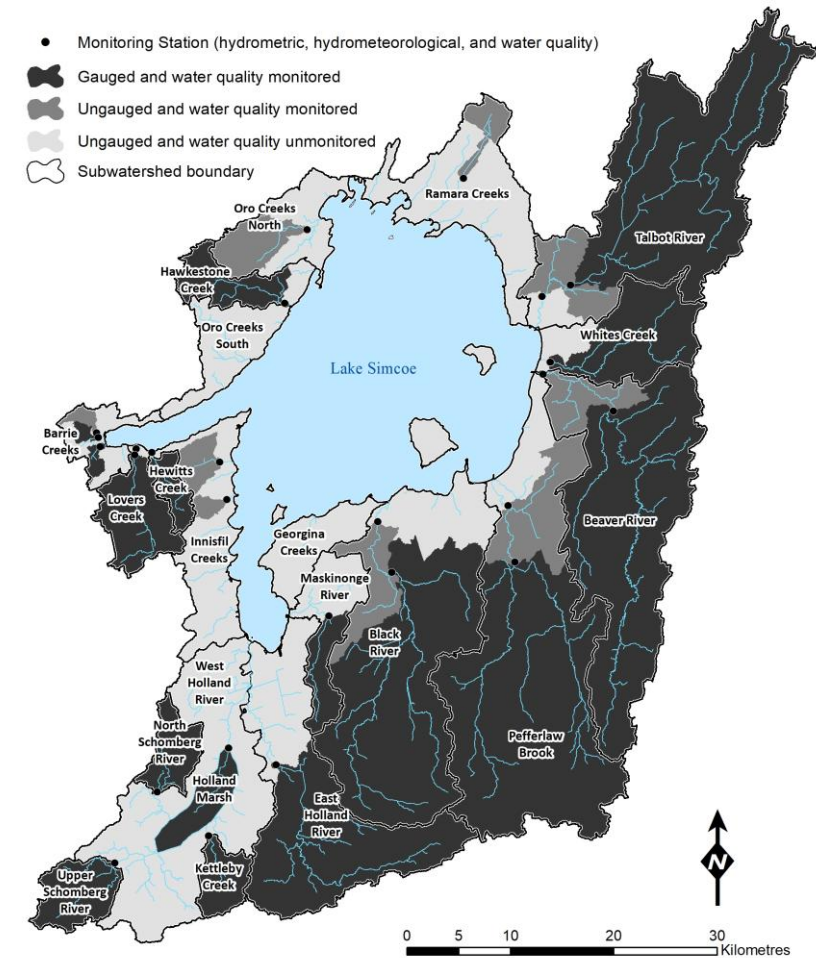 Monitoring Station (hydrometric, hydrometeorological, and water quality)
Gauged and water quality monitored
Ungauged and water quality monitored
Ungauged and water quality unmonitored
Subwatershed boundary
Ramara Creeks
Oro Creeks
North
Talbot River
Hawkestone
Creek
Oro Creeks
South
Whites Creek
Lake Simcoe
Barrie
Creeks
Hewitts
Creek
Lovers
Creek
Beaver River
Innisfil
Creeks
Georgina
Creeks
Maskinonge
River
Black
River
West
Holland
River
North
Schomberg
River
Pefferlaw
Brook
Holland
Marsh
East
Holland
River
Upper
Schomberg
River
Kettleby
Creek
N
0 5 10 20 30
Kilometres